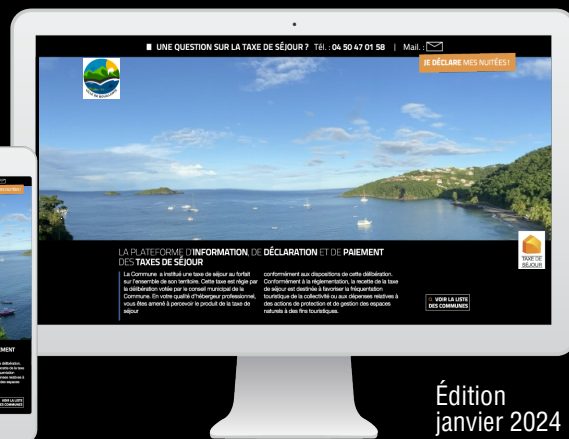 UNE QUESTION SUR LA TAXE DE SÉJOUR ? Tél. : 04 50 47 01 58 | Mail. :
JE DÉCLARE MES NUITÉES !
LA PLATEFORME D'INFORMATION, DE DÉCLARATION ET DE PAIEMENT
DES TAXES DE SÉJOUR
La Commune a institué une taxe de séjour au forfait
sur l'ensemble de son territoire. Cette taxe est régie par
la délibération votée par le conseil municipal de la
Commune. En votre qualité d'hébergeur professionnel,
vous êtes amené à percevoir le produit de la taxe de
séjour
conformément aux dispositions de cette délibération.
Conformément à la réglementation, la recette de la taxe
de séjour est destinée à favoriser la fréquentation
touristique de la collectivité ou aux dépenses relatives à
des actions de protection et de gestion des espaces
naturels à des fins touristiques.
TAXE DE
SÉJOUR
VOIR LA LISTE
DES COMMUNES
EMENT
VOIR LA LISTE
DES COMMUNES
Édition
janvier 2024